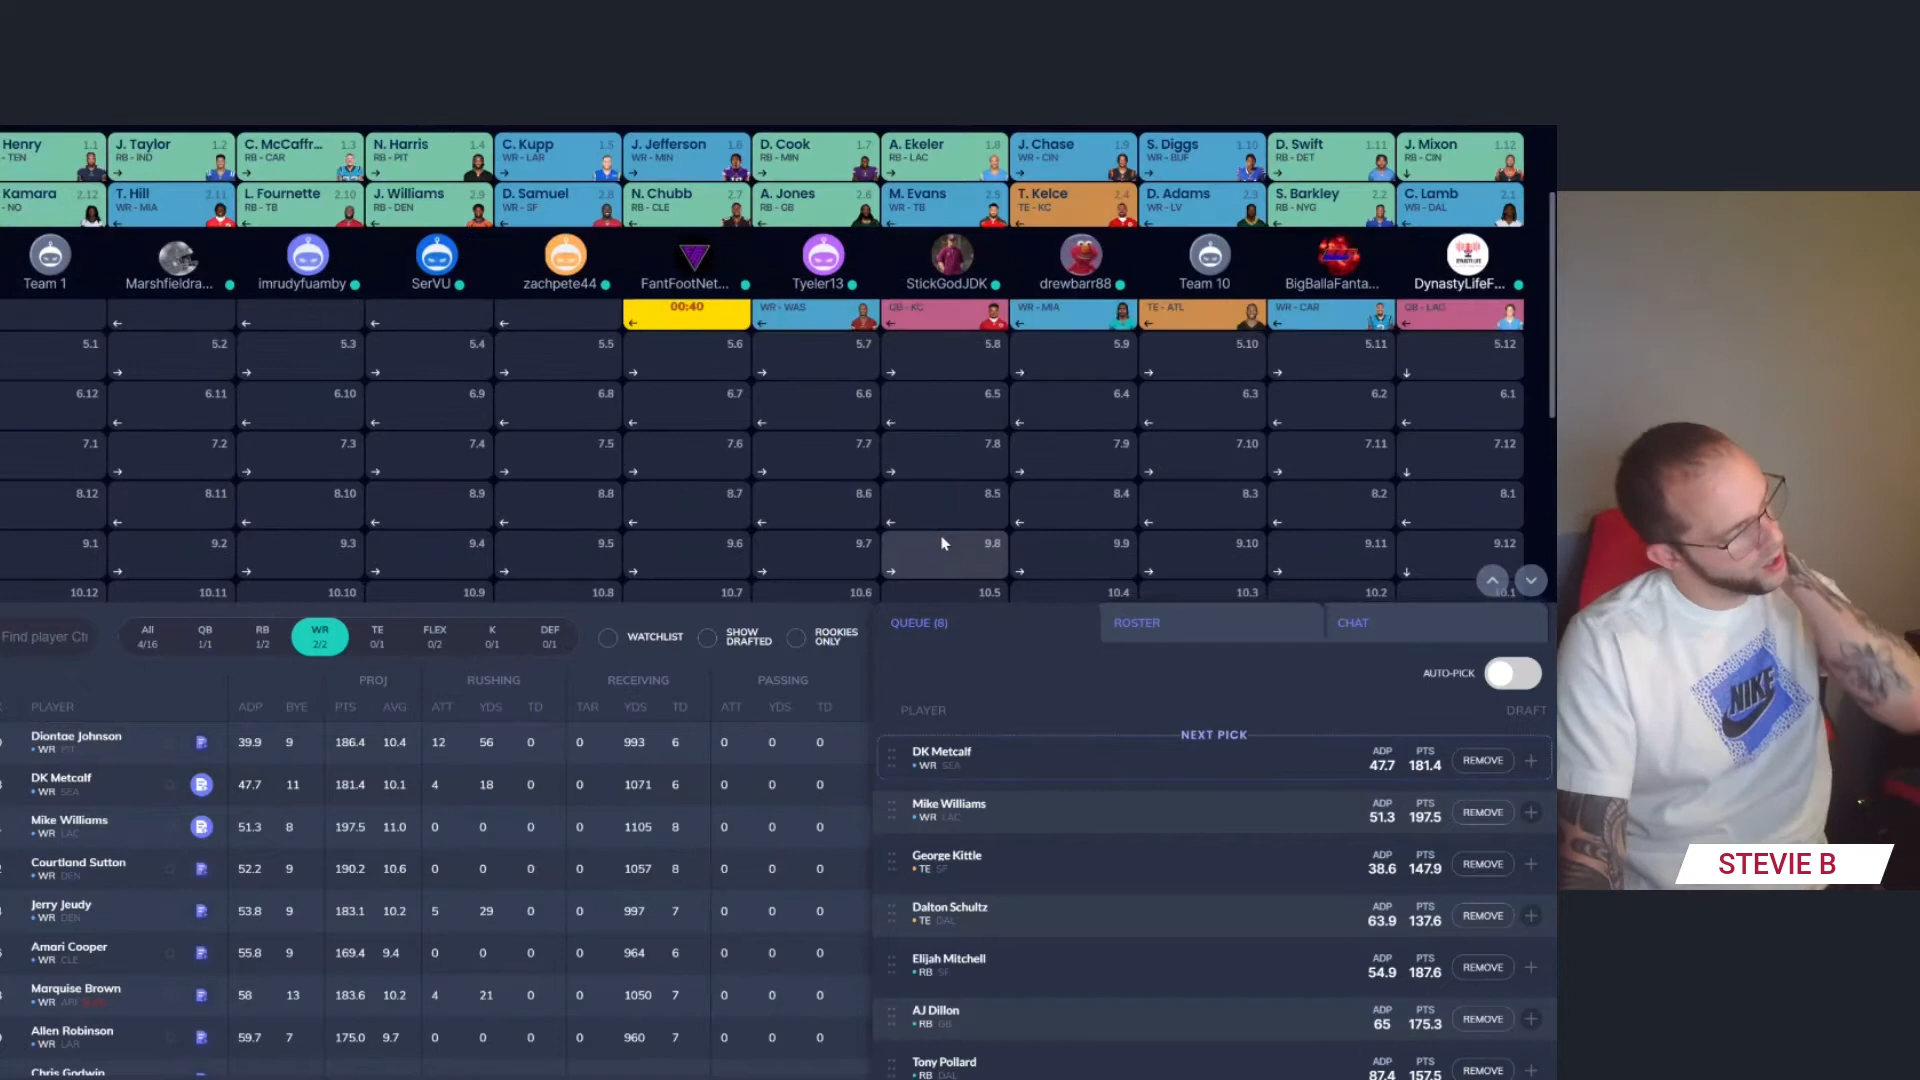 Henry 1.1 J. Taylor 1.2 C. McCaffr... 1.3 N. Harris 1.4 C. Kupp 1.5 J. Jefferson 1.6 D. Cook 1.7 A. Ekeler 1.8 J. Chase 1.9 S. Diggs 1.10 D. Swift 1.11 J. Mixon 1.12
- TEN RB - IND RB - CAR RB - PIT WR - LAR WR - MIN RB - MIN RB - LAC WR - CIN WR - BUF RB - DET RB - CIN
Kamara 2.12 T. Hill 2.11 L. Fournette 2.10 J. Williams 2.9 D. Samuel 2.8 N. Chubb 2.7 A. Jones 2.6 M. Evans 2.5 T. Kelce 2.4 D. Adams 2.3 S. Barkley 2.2 C. Lamb 2.1
- NO WR - MIA RB - TB RB - DEN WR - SF RB - CLE RB - GB WR - TB TE - KC WR - LV RB - NYG WR - DAL
Team 1 Marshfieldra... imrudyfuamby SerVU zachpete44 FantFootNet... Tyeler13 StickGodJDK drewbarr88 Team 10 BigBallaFanta... DynastyLifeF...
00:40 WR - WAS QB - KC WR - MIA TE - ATL WR - CAR QB - LAC
5.1 5.2 5.3 5.4 5.5 5.6 5.7 5.8 5.9 5.10 5.11 5.12
6.12 6.11 6.10 6.9 6.8 6.7 6.6 6.5 6.4 6.3 6.2 6.1
7.1 7.2 7.3 7.4 7.5 7.6 7.7 7.8 7.9 7.10 7.11 7.12
8.12 8.11 8.10 8.9 8.8 8.7 8.6 8.5 8.4 8.3 8.2 8.1
9.1 9.2 9.3 9.4 9.5 9.6 9.7 9.8 9.9 9.10 9.11 9.12
10.12 10.11 10.10 10.9 10.8 10.7 10.6 10.5 10.4 10.3 10.2
Find player
All QB RB WR TE FLEX K DEF
4/16 1/1 1/2 2/2 0/1 0/2 0/1 0/1
WATCHLIST
SHOW DRAFTED
ROOKIES ONLY
PROJ RUSHING RECEIVING PASSING
PLAYER ADP BYE PTS AVG ATT YDS TD TAR YDS TD ATT YDS TD
Diontae Johnson 39.9 9 186.4 10.4 12 56 0 0 993 6 0 0 0
WR PIT
DK Metcalf 47.7 11 181.4 10.1 4 18 0 0 1071 6 0 0 0
WR SEA
Mike Williams 51.3 8 197.5 11.0 0 0 0 0 1105 8 0 0 0
WR LAC
Courtland Sutton 52.2 9 190.2 10.6 0 0 0 0 1057 8 0 0 0
WR DEN
Jerry Jeudy 53.8 9 183.1 10.2 5 29 0 0 997 7 0 0 0
WR DEN
Amari Cooper 55.8 9 169.4 9.4 0 0 0 0 964 6 0 0 0
WR CLE
Marquise Brown 58 13 183.6 10.2 4 21 0 0 1050 7 0 0 0
WR ARI
Allen Robinson 59.7 7 175.0 9.7 0 0 0 0 960 7 0 0 0
WR LAR
Chris Godwin
QUEUE (8) ROSTER CHAT
AUTO-PICK
PLAYER DRAFT
NEXT PICK
DK Metcalf ADP PTS REMOVE
WR SEA 47.7 181.4
Mike Williams ADP PTS REMOVE
WR LAC 51.3 197.5
George Kittle ADP PTS REMOVE
TE SF 38.6 147.9
Dalton Schultz ADP PTS REMOVE
TE DAL 63.9 137.6
Elijah Mitchell ADP PTS REMOVE
RB SF 54.9 187.6
AJ Dillon ADP PTS REMOVE
RB GB 65 175.3
Tony Pollard ADP PTS REMOVE
RB DAL 87.4 157.5
NIKE
STEVIE B